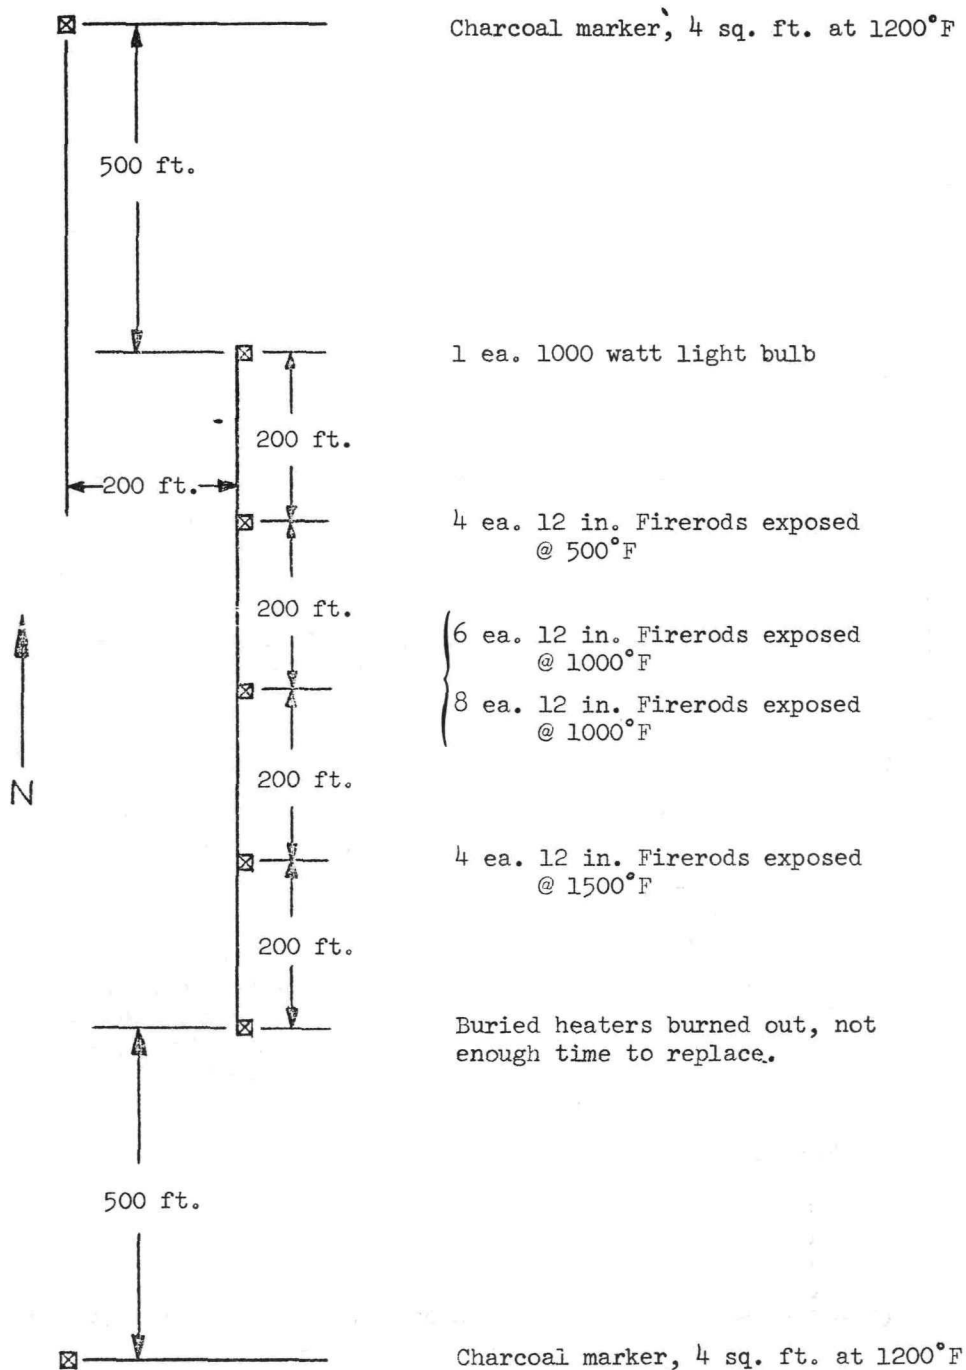 Charcoal marker, 4 sq. ft. at 1200°F
500 ft.
1 ea. 1000 watt light bulb
200 ft.
200 ft.
4 ea. 12 in. Firerods exposed
@ 500°F
200 ft.
6 ea. 12 in. Firerods exposed
@ 1000°F
8 ea. 12 in. Firerods exposed
@ 1000°F
N
200 ft.
4 ea. 12 in. Firerods exposed
@ 1500°F
200 ft.
Buried heaters burned out, not
enough time to replace.
500 ft.
Charcoal marker, 4 sq. ft. at 1200°F